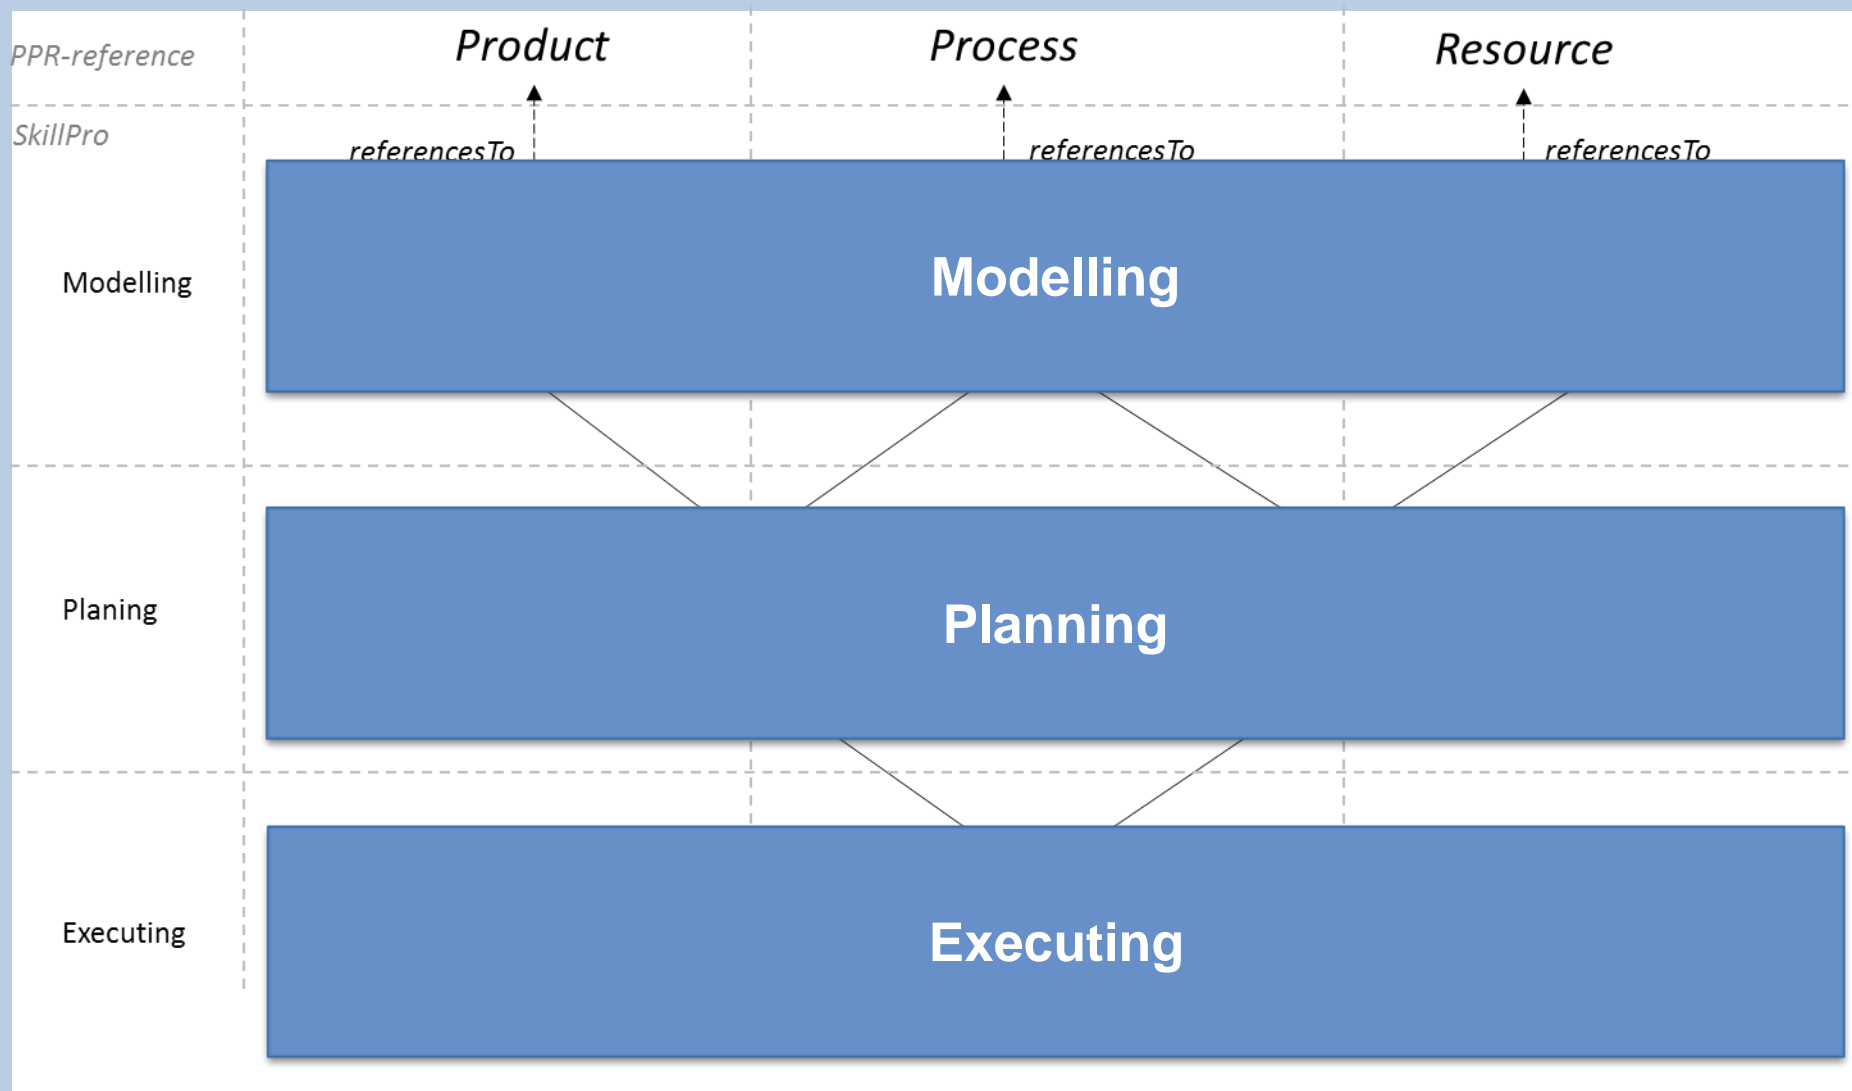 PPR-reference
Product
Process
Resource
SkillPro
referencesTo
referencesTo
referencesTo
Modelling
Modelling
Planing
Planning
Executing
Executing